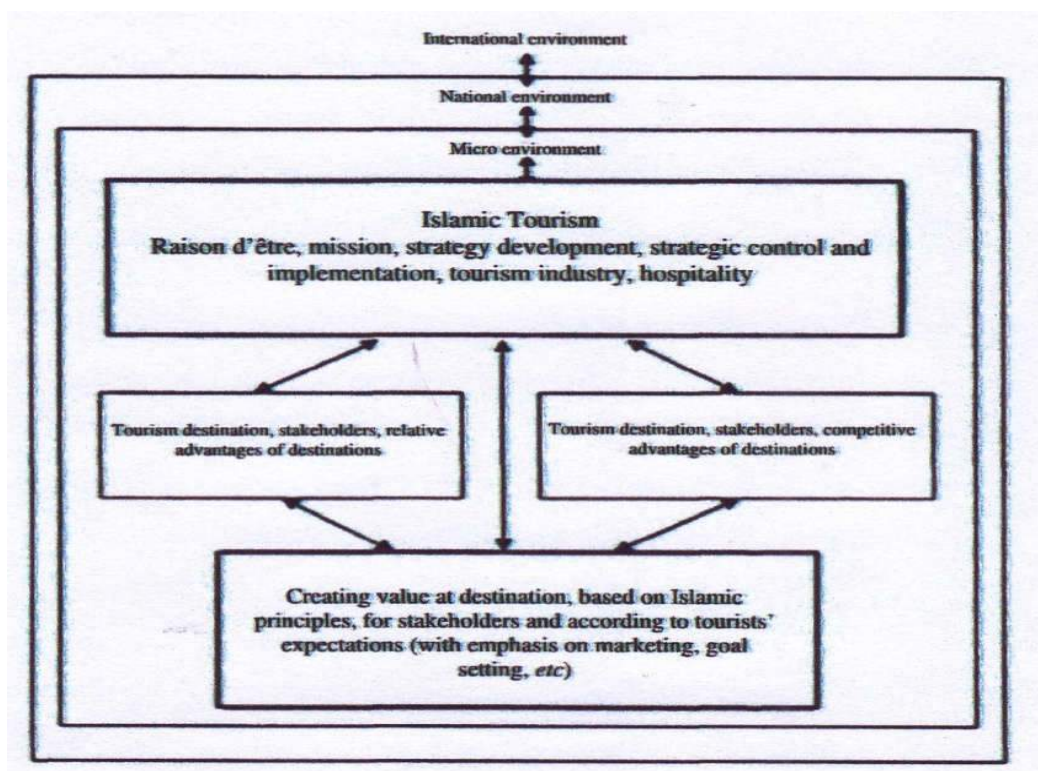 International environment
National environment
Micro environment
Islamic Tourism
Raison d'être, mission, strategy development, strategic control and
implementation, tourism industry, hospitality
Tourism destination, stakeholders, relative
advantages of destinations
Tourism destination, stakeholders, competitive
advantages of destinations
Creating value at destination, based on Islamic
principles, for stakeholders and according to tourists'
expectations (with emphasis on marketing, goal
setting, etc)